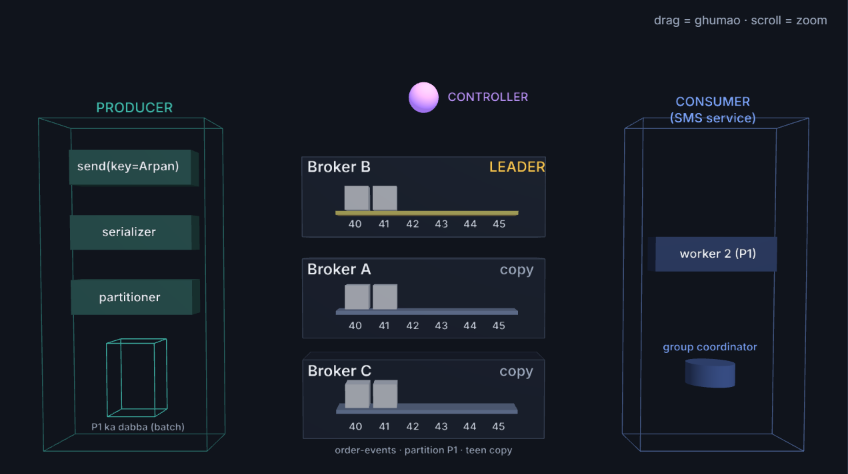 drag = ghumao · scroll = zoom
PRODUCER
send(key=Arpan)
serializer
partitioner
P1 ka dabba (batch)
CONTROLLER
Broker B LEADER
40 41 42 43 44 45
Broker A copy
40 41 42 43 44 45
Broker C copy
40 41 42 43 44 45
order-events · partition P1 · teen copy
CONSUMER
(SMS service)
worker 2 (P1)
group coordinator